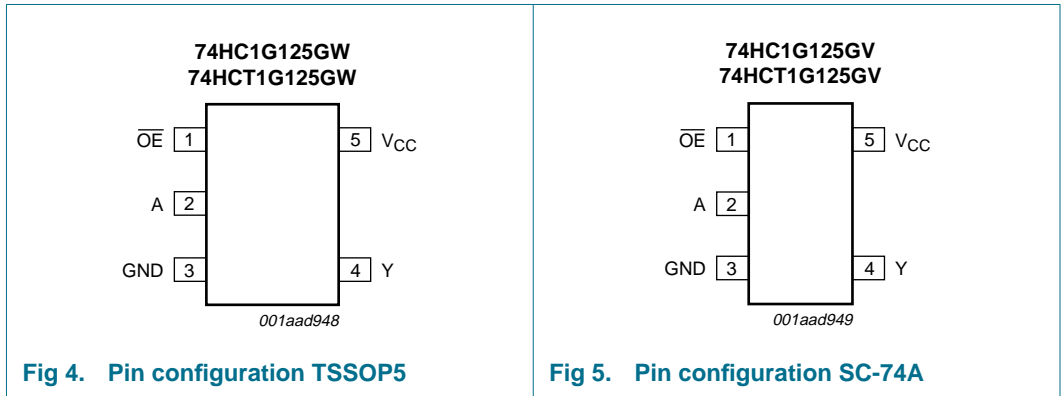 74HC1G125GW
74HCT1G125GW
OE 1
5 VCC
A 2
GND 3
4 Y
001aad948
Fig 4. Pin configuration TSSOP5
74HC1G125GV
74HCT1G125GV
OE 1
5 VCC
A 2
GND 3
4 Y
001aad949
Fig 5. Pin configuration SC-74A